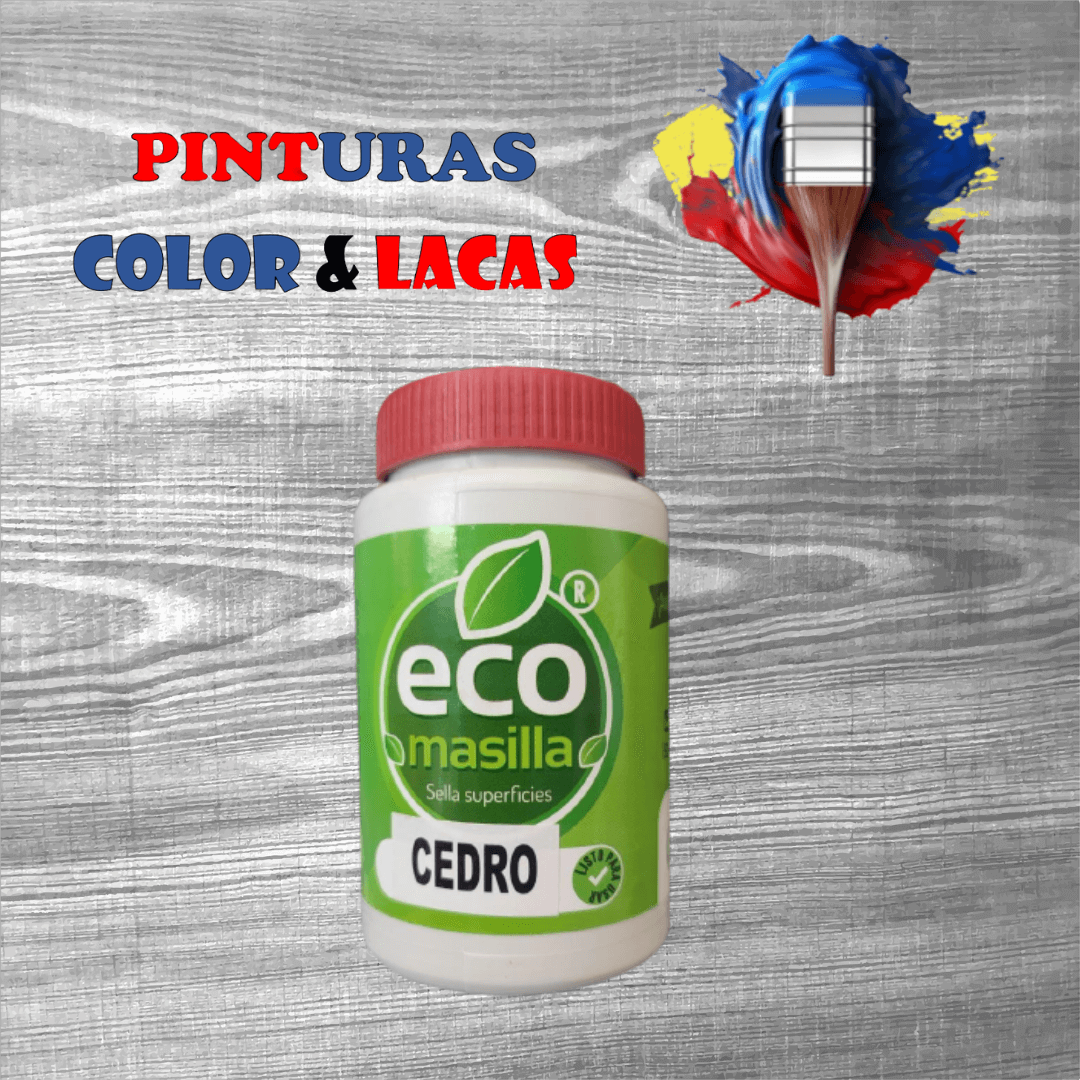 PINTURAS
COLOR & LACAS
R
eco
masilla
Sella superficies
CEDRO
LISTO PARA USAR